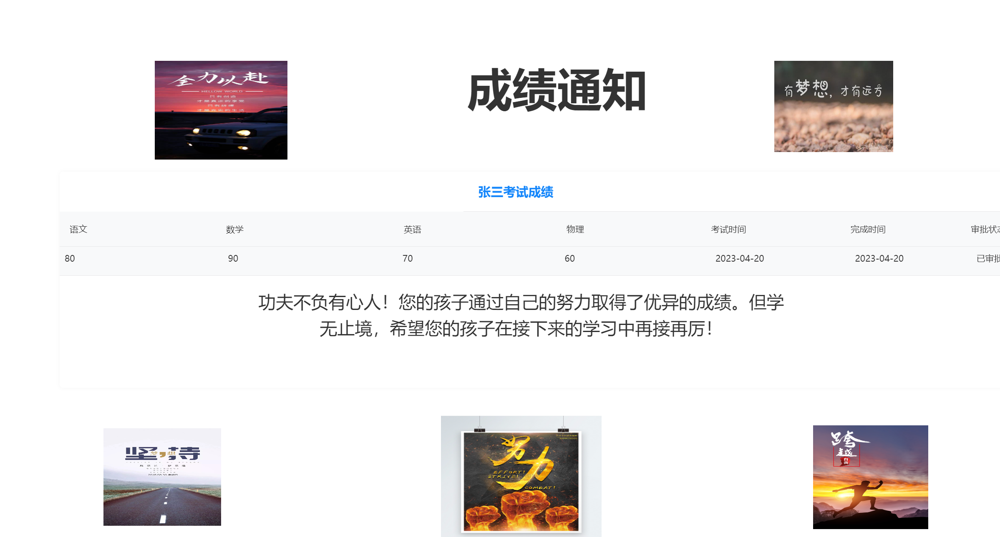 全力以赴
HELLOW WORLD
只有创造
才是真正的享受
只有拼搏
才是充实的生活
成绩通知
有梦想，才有远方
张三考试成绩
语文 数学 英语 物理 考试时间 完成时间 审批状态
80 90 70 60 2023-04-20 2023-04-20 已审批
功夫不负有心人！您的孩子通过自己的努力取得了优异的成绩。但学
无止境，希望您的孩子在接下来的学习中再接再厉！
坚持
梦想
努力
EFFORT!
STRIVE!
COMBAT!
INSPIRATIONAL
跨越
自我